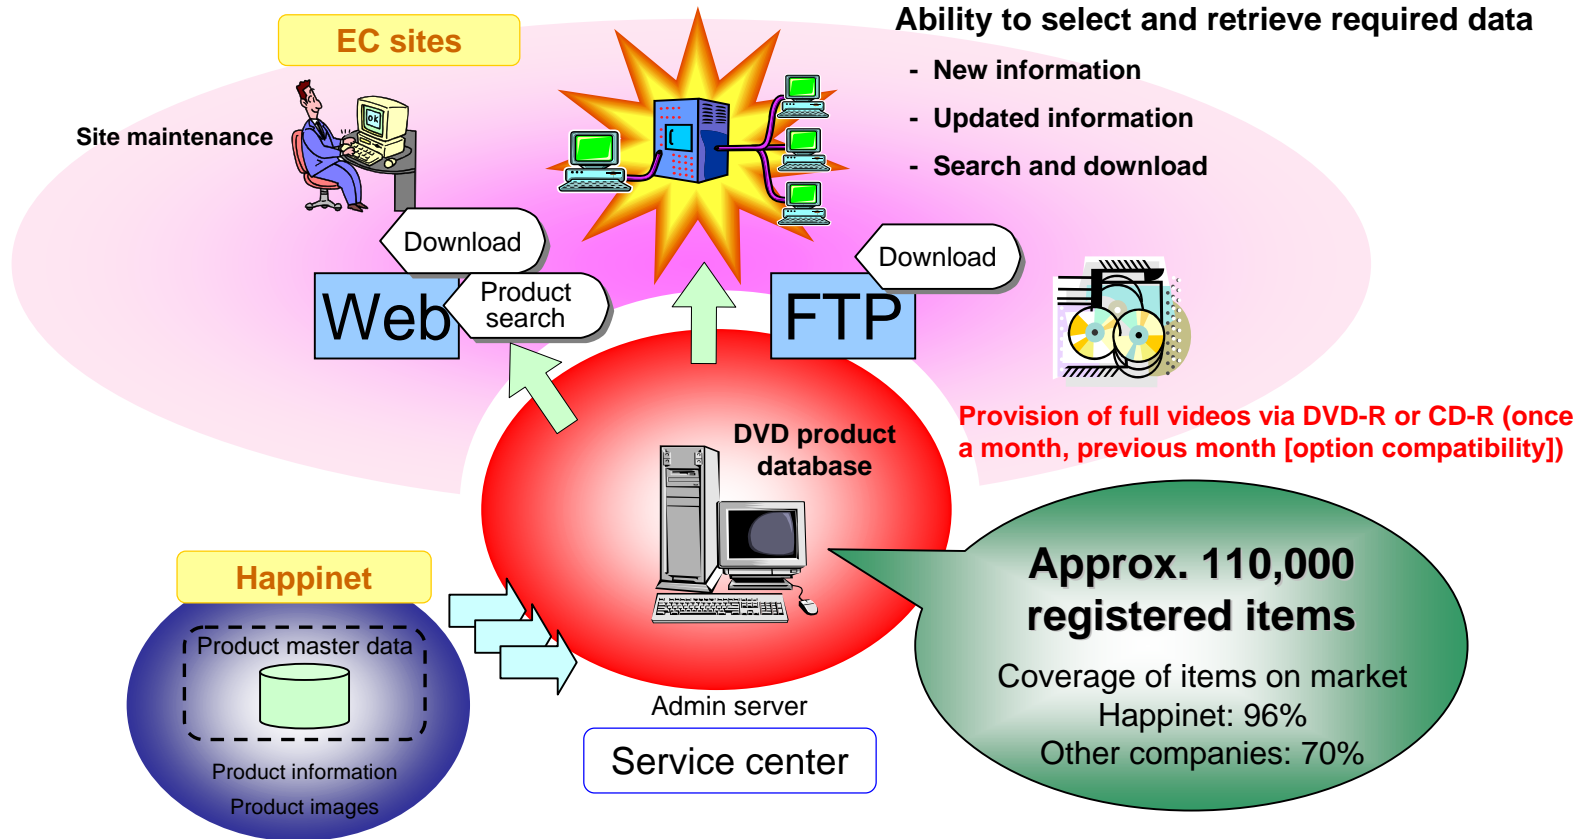 Ability to select and retrieve required data
- New information
- Updated information
- Search and download
EC sites
Site maintenance
ok
Download
Web
Product
search
Download
FTP
Provision of full videos via DVD-R or CD-R (once
a month, previous month [option compatibility])
DVD product
database
Happinet
Product master data
Product information
Product images
Admin server
Service center
Approx. 110,000
registered items
Coverage of items on market
Happinet: 96%
Other companies: 70%